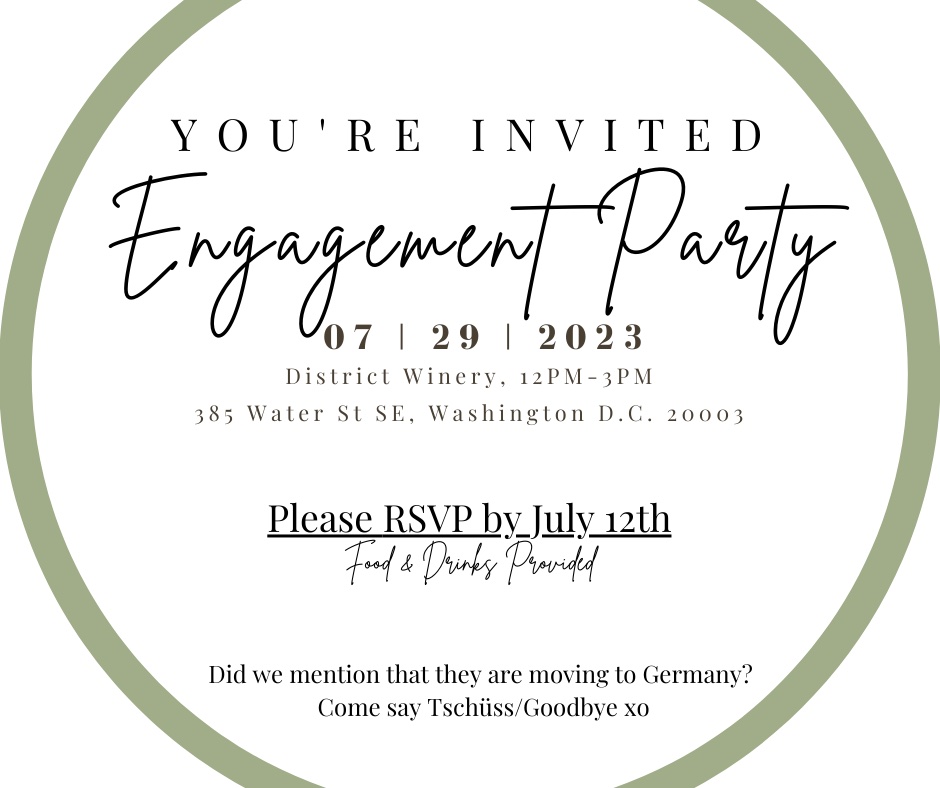 YOU'RE INVITED
Engagement Party
07 | 29 | 2023
District Winery, 12PM-3PM
385 Water St SE, Washington D.C. 20003
Please RSVP by July 12th
Food & Drinks Provided
Did we mention that they are moving to Germany?
Come say Tschüss/Goodbye xo